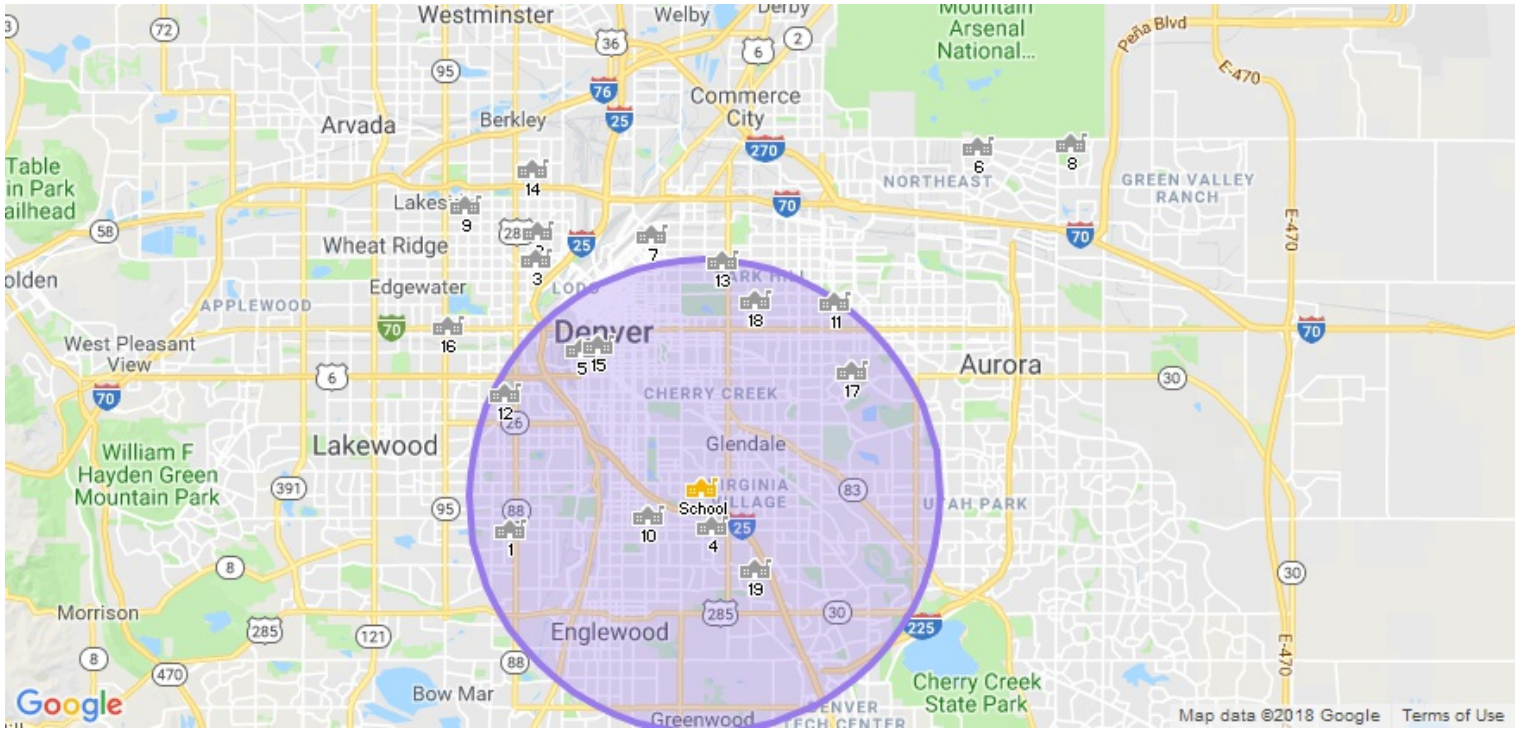 Westminster
Welby
Derby
Mountain
Arsenal
National...
Peña Blvd
E-470
3
72
36
6
2
95
76
25
Commerce
City
Berkley
Arvada
270
6
8
Table
in Park
ailhead
14
NORTHEAST
GREEN VALLEY
RANCH
70
9
58
Wheat Ridge
25
7
70
E-470
3
13
olden
Edgewater
LODO
APPLEWOOD
18
11
70
16
Denver
70
West Pleasant
View
5
15
Aurora
6
17
30
70
CHERRY CREEK
12
26
Lakewood
Glendale
William F
Hayden Green
Mountain Park
391
95
88
School
VIRGINIA
VILLAGE
83
UTAH PARK
1
10
4
25
8
19
30
Morrison
285
121
Englewood
285
30
225
E-470
8
470
88
Bow Mar
Cherry Creek
State Park
Google
Greenwood
DENVER
TECH CENTER
Map data ©2018 Google
Terms of Use